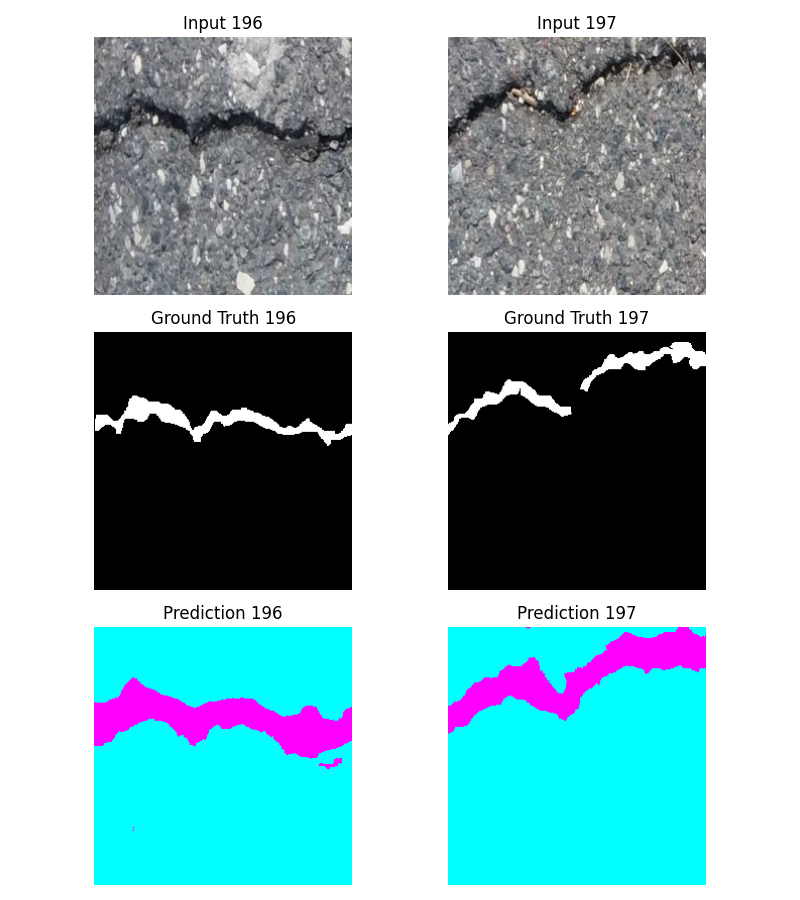 Input 196
Input 197
Ground Truth 196
Ground Truth 197
Prediction 196
Prediction 197